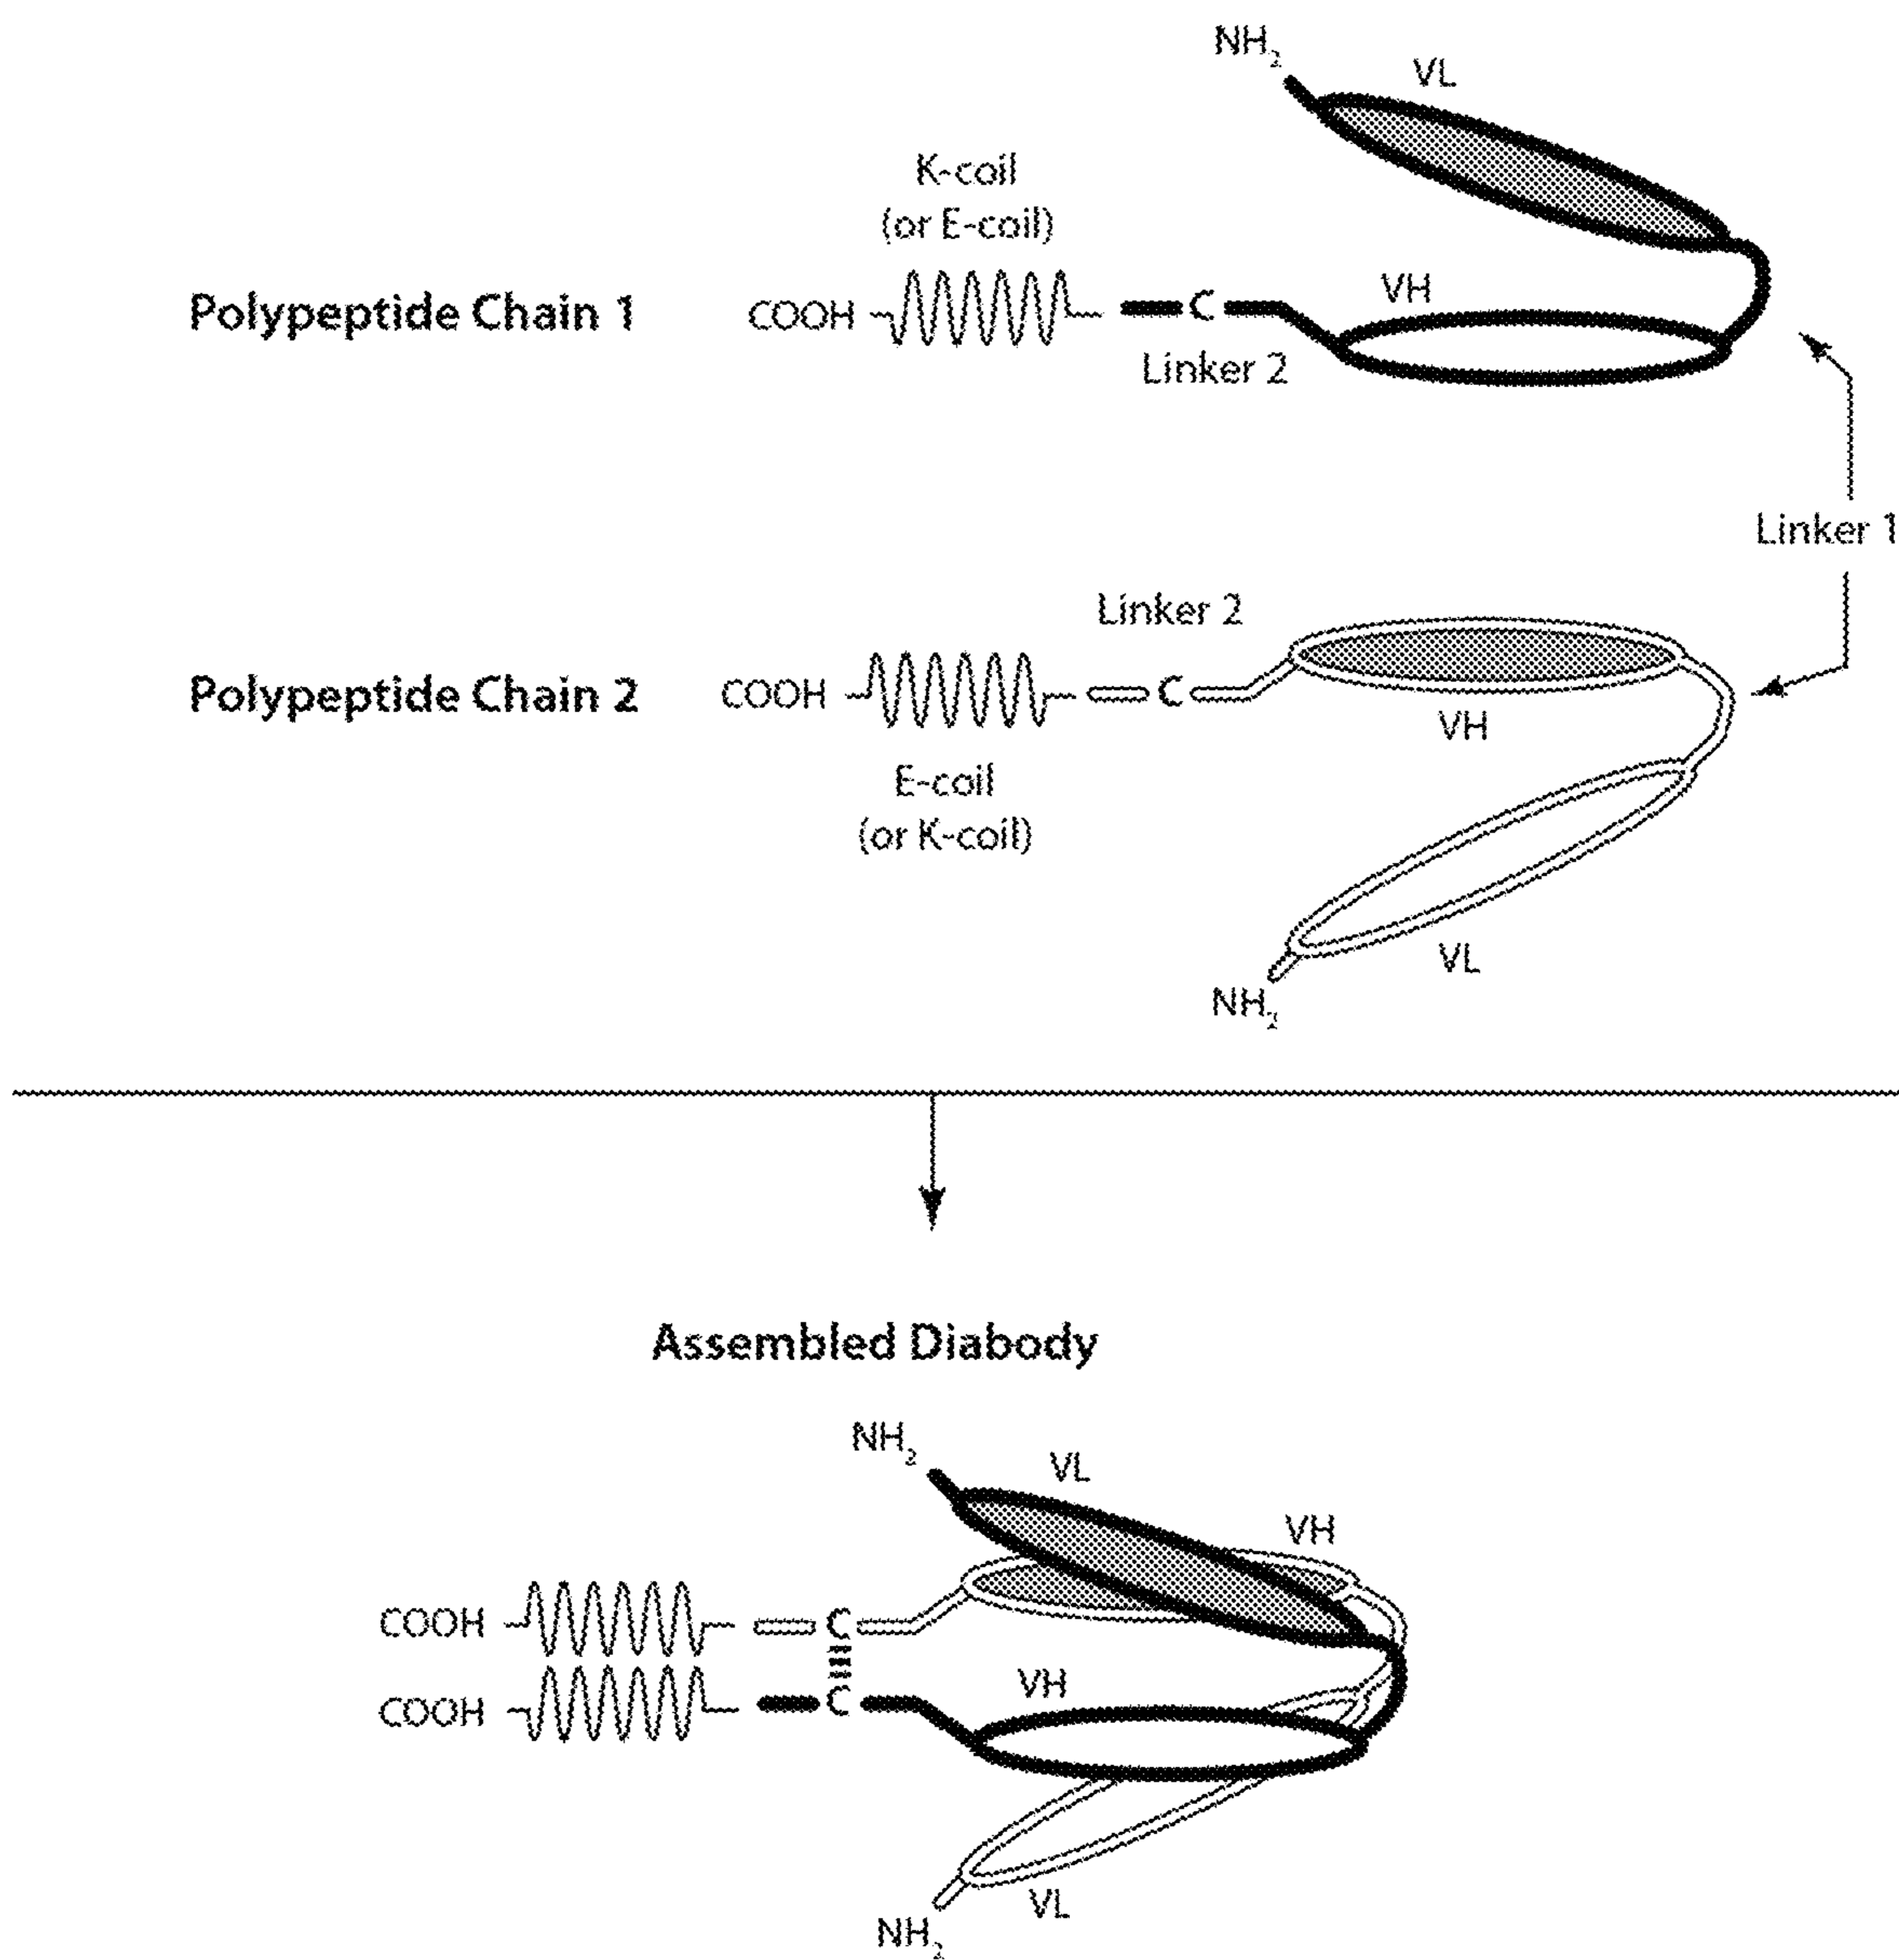 NH₂
VL
K-coil
(or E-coil)
Polypeptide Chain 1
COOH
C
VH
Linker 2
Linker 1
Linker 2
Polypeptide Chain 2
COOH
C
VH
E-coil
(or K-coil)
VL
NH₂
Assembled Diabody
NH₂
VL
VH
COOH
C
COOH
C
VH
VL
NH₂